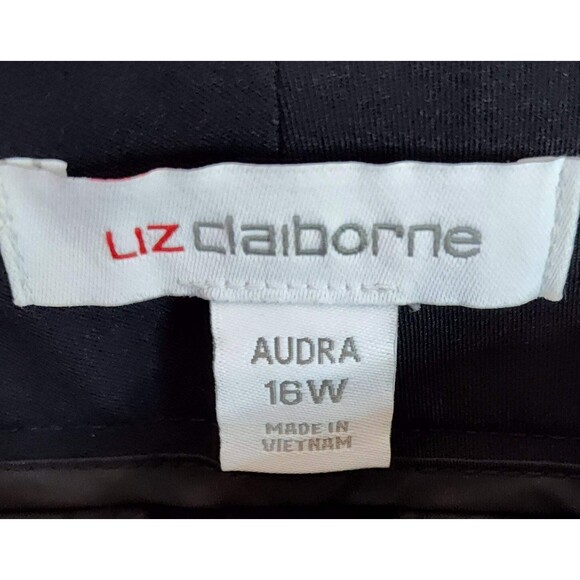 LIZ claiborne
AUDRA
16W
MADE IN
VIETNAM